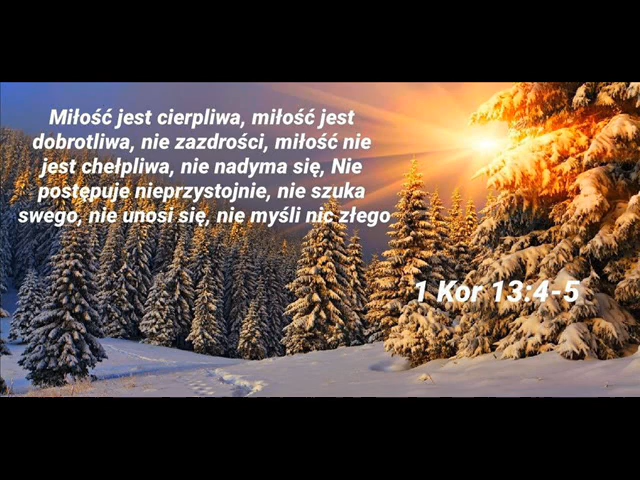 Miłość jest cierpliwa, miłość jest
dobrotliwa, nie zazdrości, miłość nie
jest chełpliwa, nie nadyma się, Nie
postępuje nieprzystojnie, nie szuka
swego, nie unosi się, nie myśli nic złego
1 Kor 13:4-5